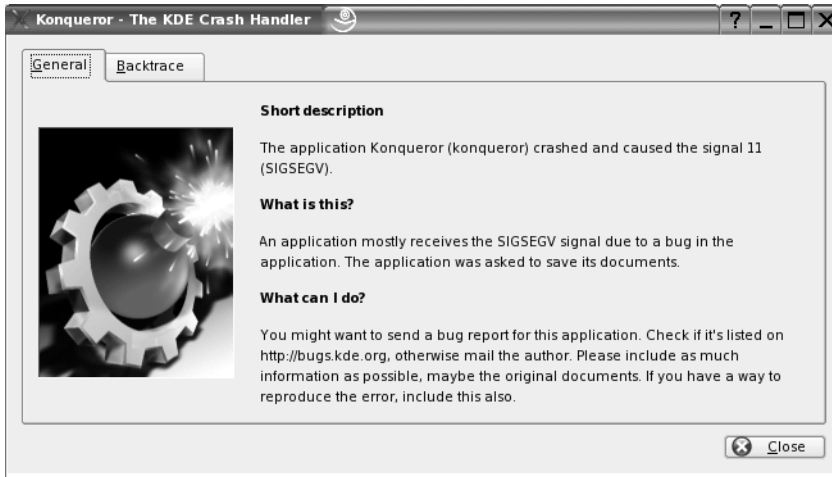 Konqueror - The KDE Crash Handler
General
Backtrace
Short description
The application Konqueror (konqueror) crashed and caused the signal 11
(SIGSEGV).
What is this?
An application mostly receives the SIGSEGV signal due to a bug in the
application. The application was asked to save its documents.
What can I do?
You might want to send a bug report for this application. Check if it's listed on
http://bugs.kde.org, otherwise mail the author. Please include as much
information as possible, maybe the original documents. If you have a way to
reproduce the error, include this also.
Close